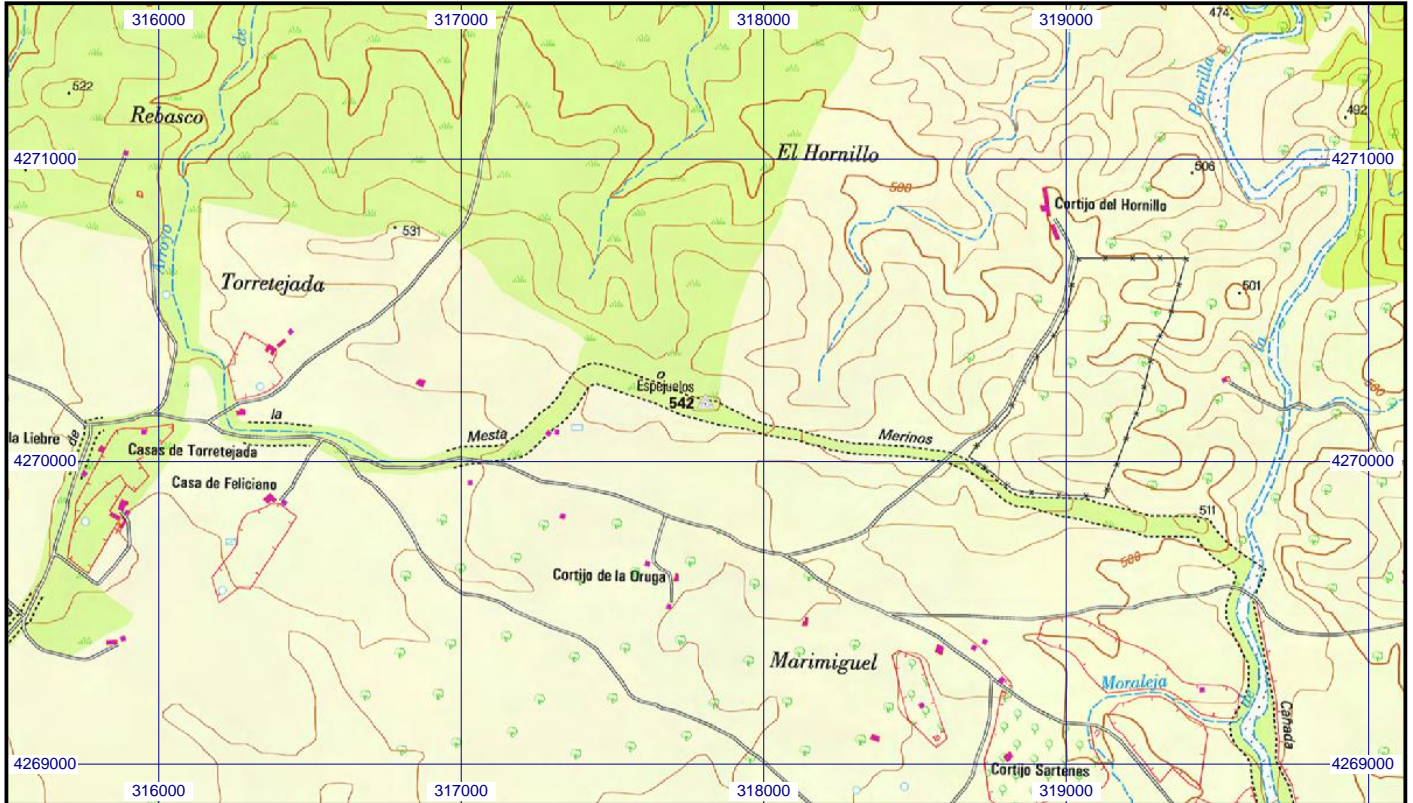 316000
317000
318000
319000
474
522
de
Parrilla
492
Rebasco
El Hornillo
4271000
4271000
506
500
Cortijo del Hornillo
531
Arroyo
Torretejada
501
la
Espejuelos
542
500
la
Mesta
o
Merinos
la Liebre
de
Casas de Torretejada
4270000
4270000
Casa de Feliciano
511
500
Cortijo de la Oruga
Marimiguel
Moraleja
de
Cañada
4269000
4269000
Cortijo Sartenes
316000
317000
318000
319000